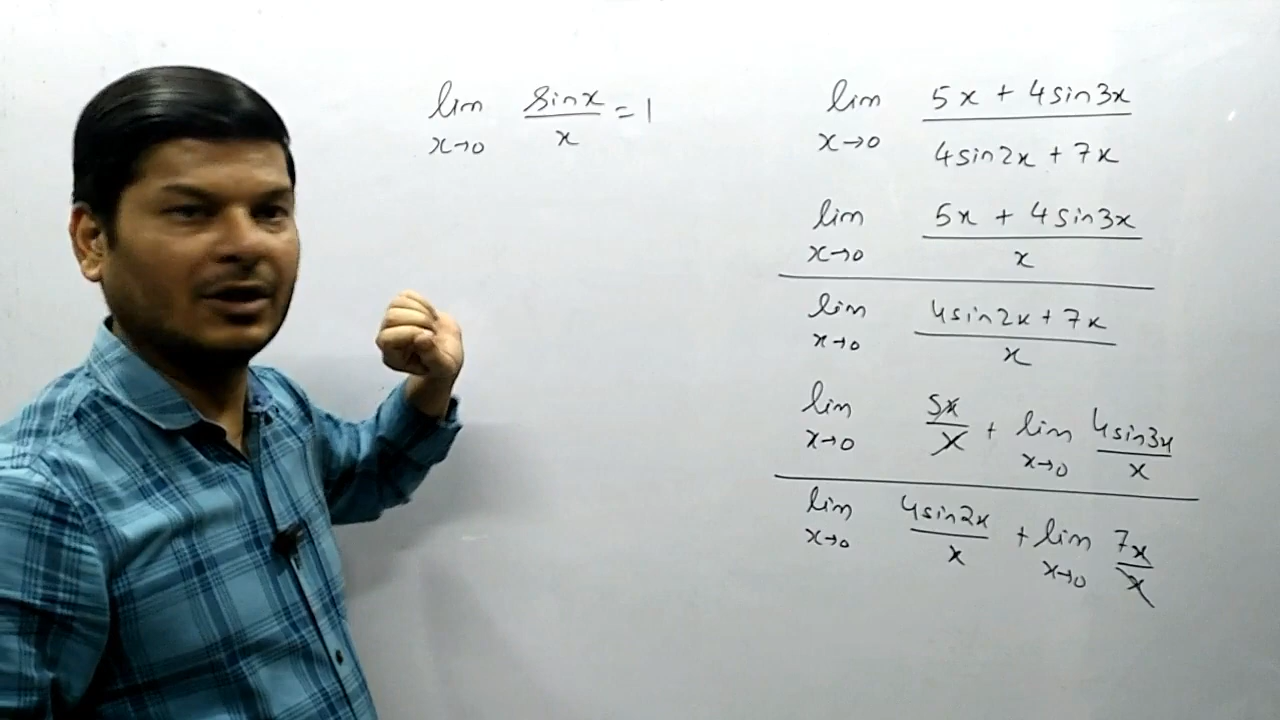 lim sinx = 1
x→0 x
lim 5x + 4sin3x
x→0 4sin2x + 7x
lim 5x + 4sin3x
x→0 x
lim 4sin2x + 7x
x→0 x
lim 5x + lim 4sin3x
x→0 x x→0 x
lim 4sin2x + lim 7x
x→0 x x→0 x